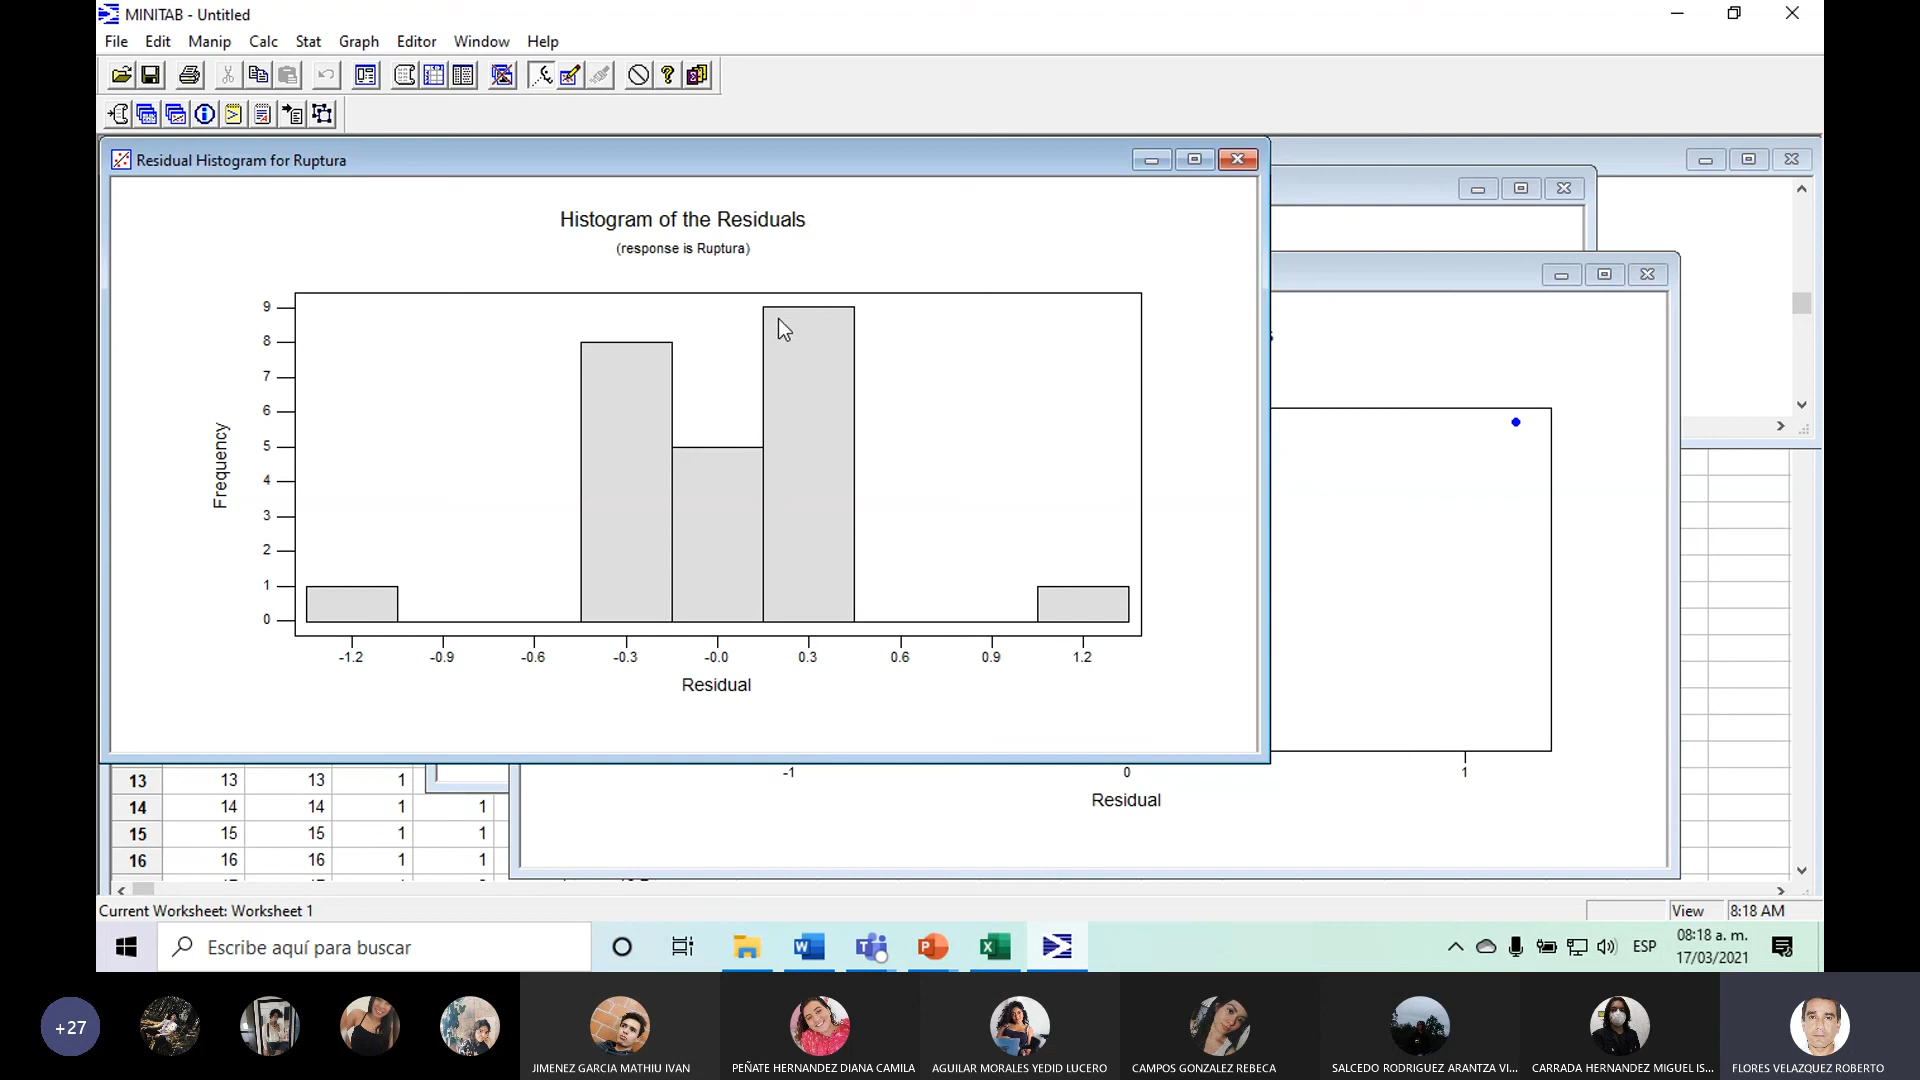 MINITAB - Untitled
File Edit Manip Calc Stat Graph Editor Window Help
Residual Histogram for Ruptura
Histogram of the Residuals
(response is Ruptura)
9
8
7
6
5
4
3
2
1
0
Frequency
-1.2 -0.9 -0.6 -0.3 -0.0 0.3 0.6 0.9 1.2
Residual
-1 0 1
Residual
13 13 13 1
14 14 14 1 1
15 15 15 1 1
16 16 16 1 1
Current Worksheet: Worksheet 1
View 8:18 AM
Escribe aquí para buscar
ESP
08:18 a. m.
17/03/2021
+27
JIMENEZ GARCIA MATHIU IVAN
PEÑATE HERNANDEZ DIANA CAMILA
AGUILAR MORALES YEDID LUCERO
CAMPOS GONZALEZ REBECA
SALCEDO RODRIGUEZ ARANTZA VI...
CARRADA HERNANDEZ MIGUEL IS...
FLORES VELAZQUEZ ROBERTO